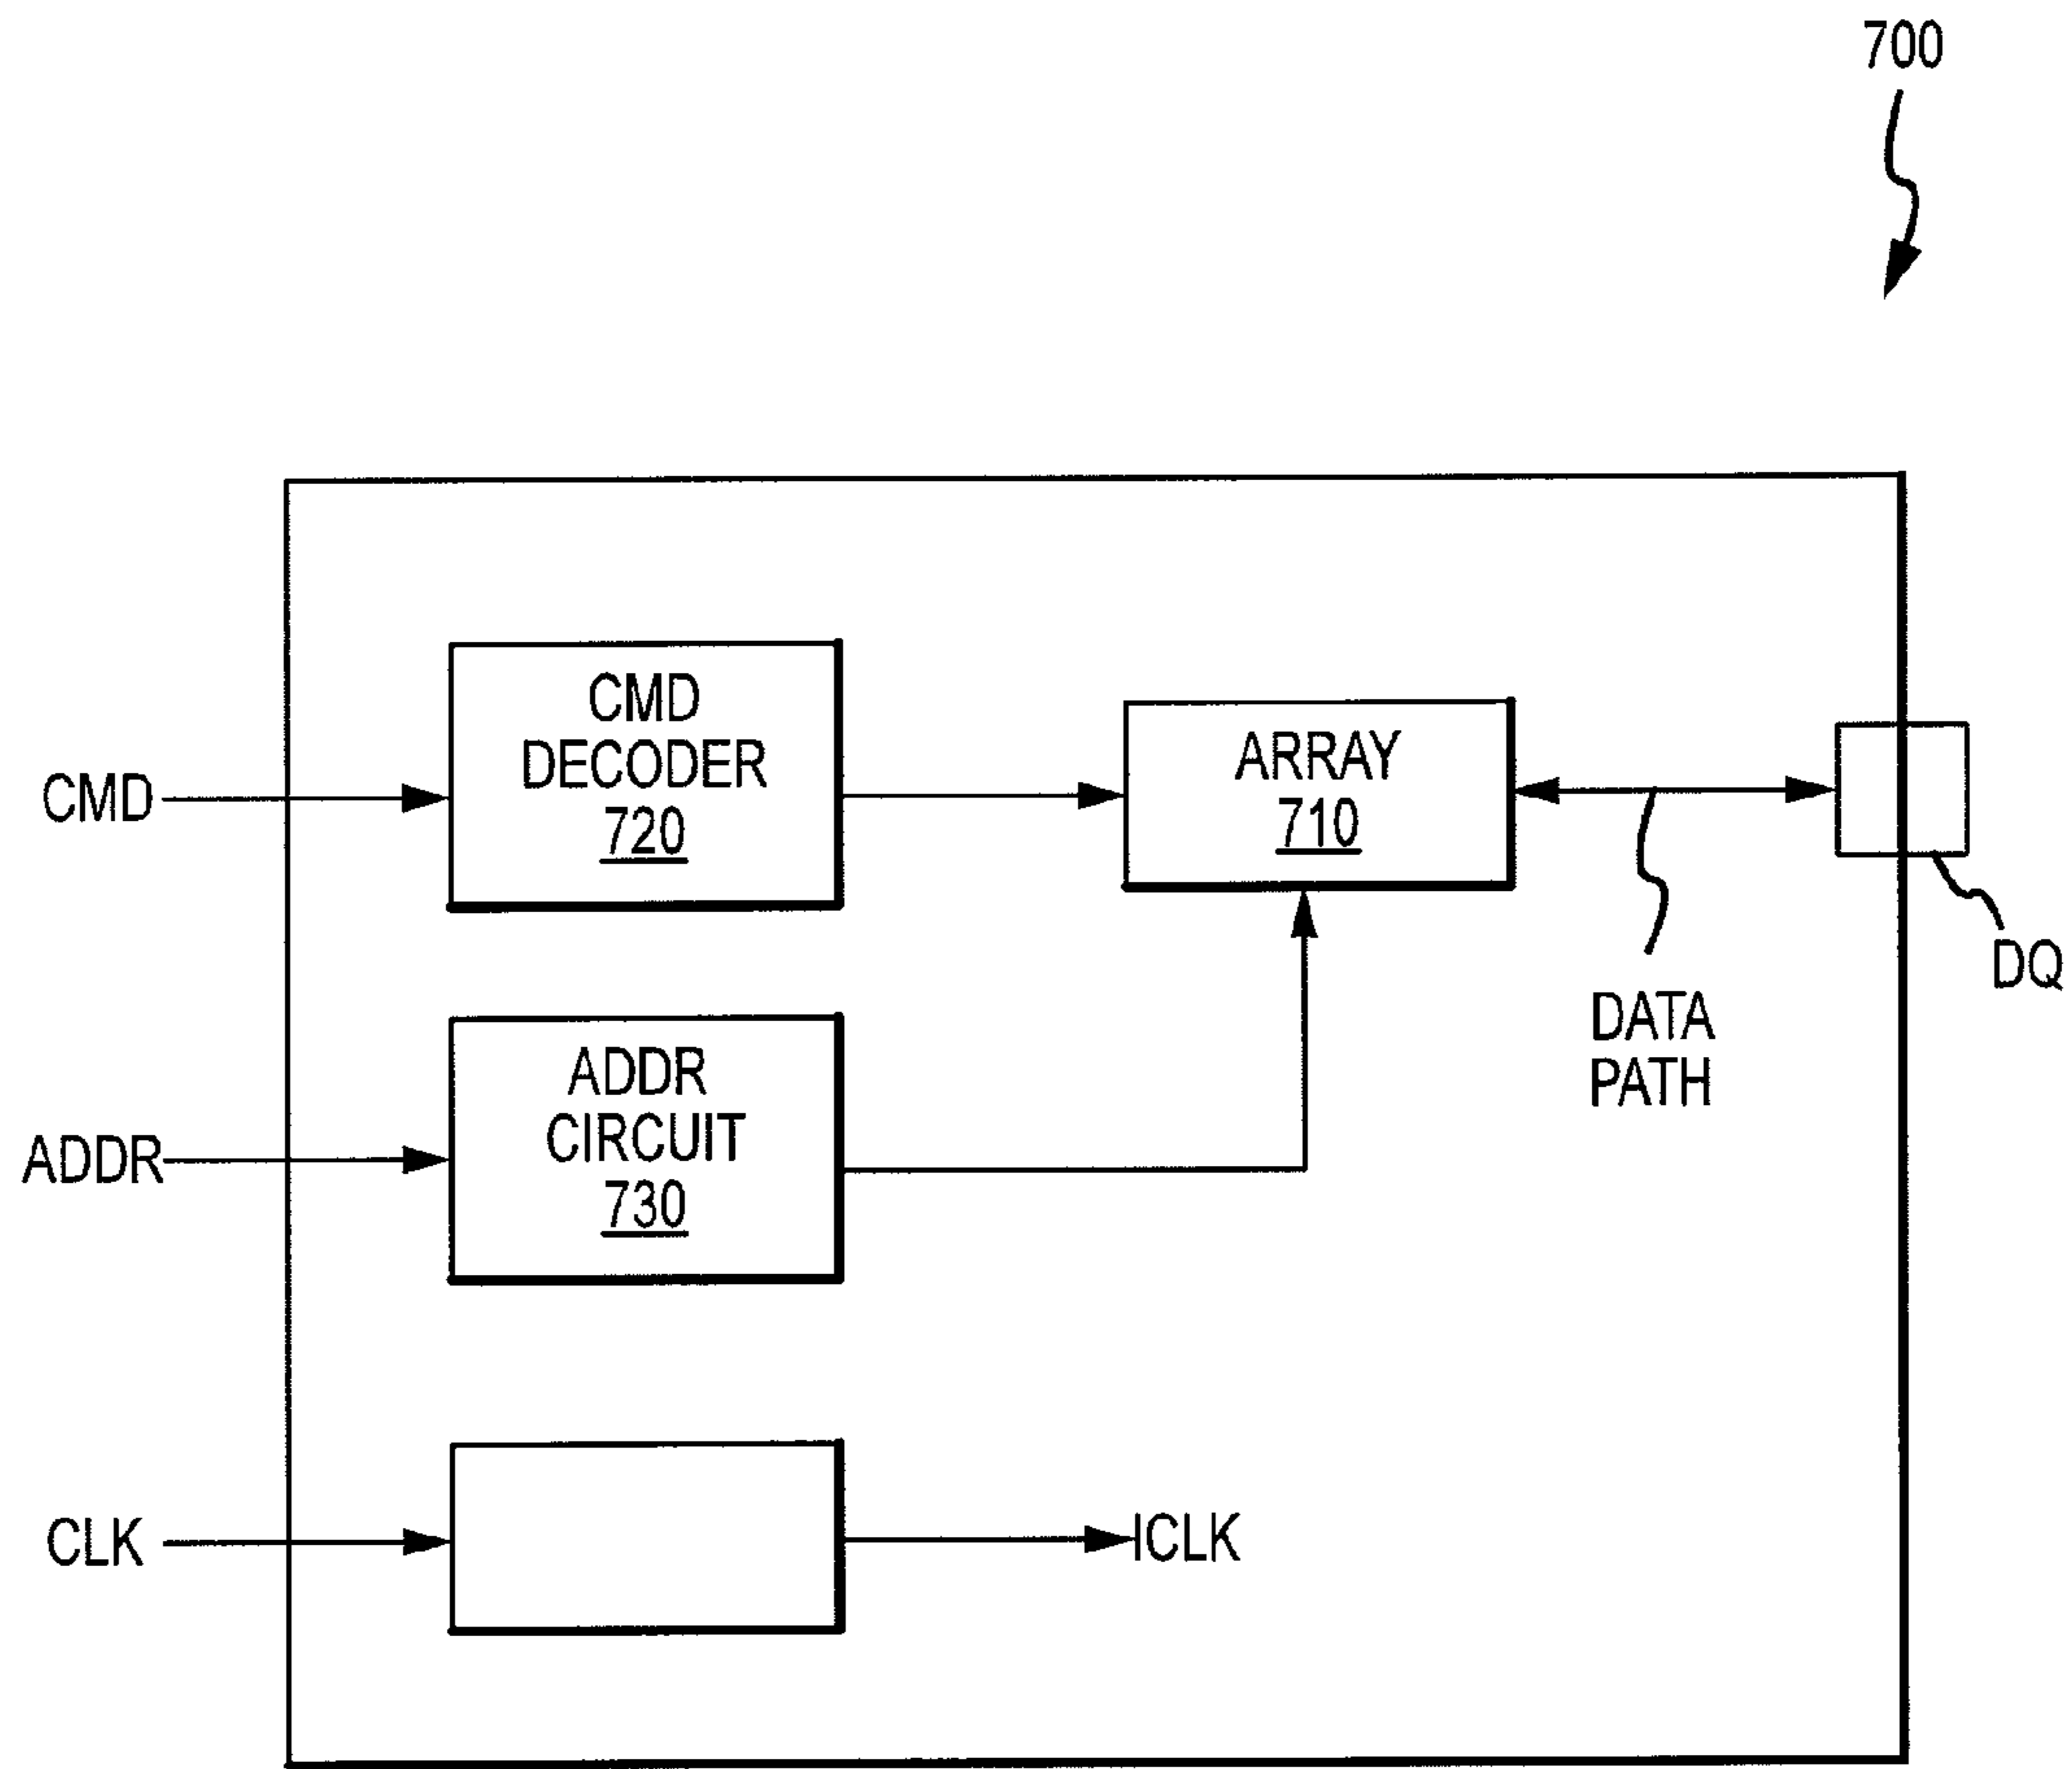 700
CMD
DECODER
720
ARRAY
710
CMD
DQ
DATA
PATH
ADDR
CIRCUIT
730
ADDR
CLK
ICLK